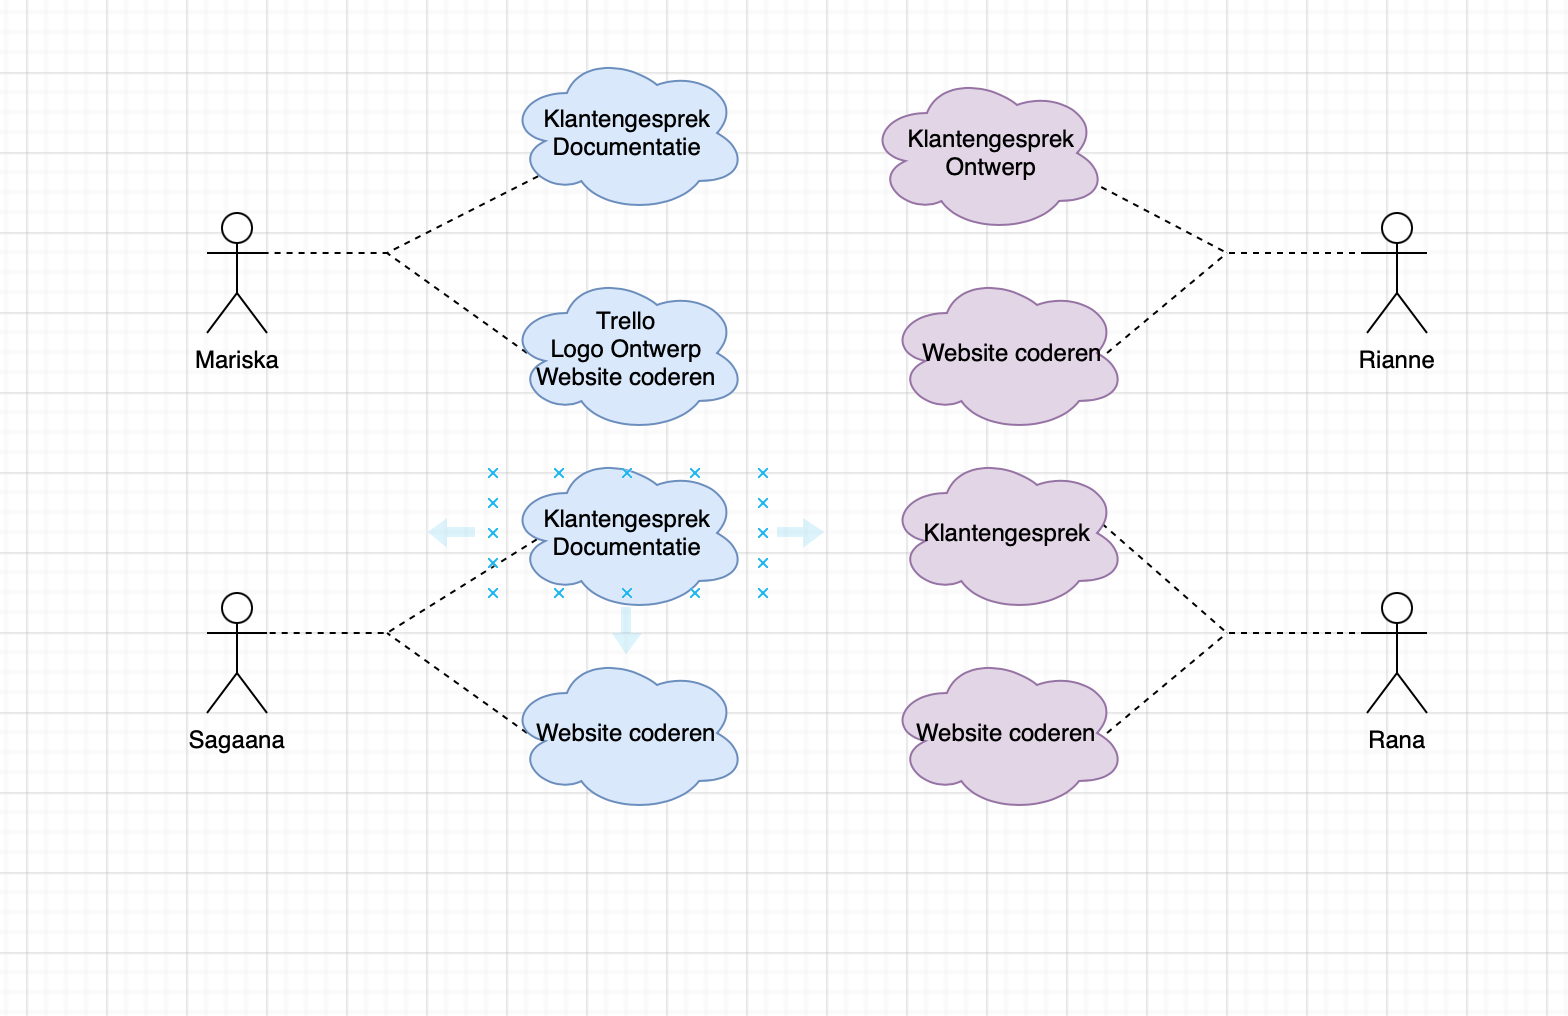 Klantengesprek
Documentatie
Klantengesprek
Ontwerp
Trello
Logo Ontwerp
Website coderen
Website coderen
Mariska
Rianne
Klantengesprek
Documentatie
Klantengesprek
Website coderen
Website coderen
Sagaana
Rana